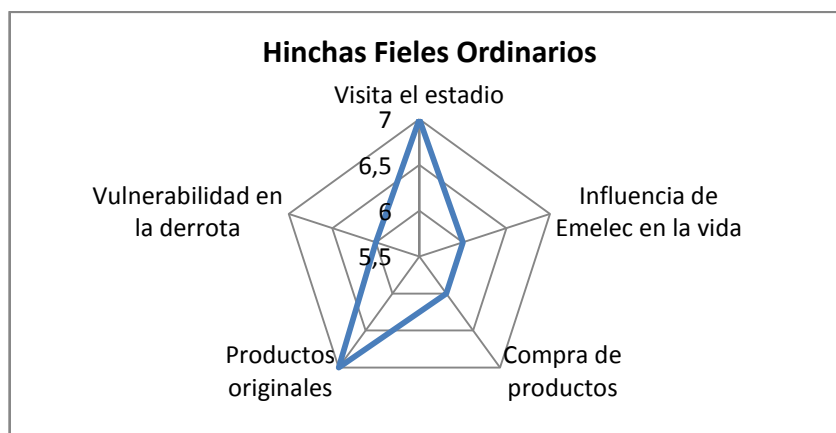 Hinchas Fieles Ordinarios
Visita el estadio
7
6,5
6
5,5
Influencia de
Emelec en la vida
Compra de
productos
Productos
originales
Vulnerabilidad en
la derrota